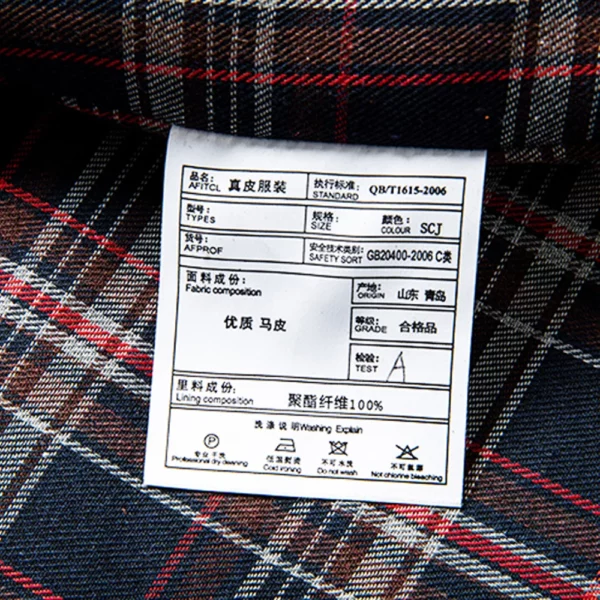 品名: 真皮服装 执行标准: QB/T1615-2006
AFITCL STANDARD
型号: 规格: 颜色: SCJ
TYPES SIZE COLOUR
货号: 安全技术类别: GB20400-2006 C类
AFPROF SAFETY SORT
面料成份:
Fabric composition
优质 马皮
产地: 山东 青岛
ORIGIN
等级: 合格品
GRADE
检验: A
TEST
里料成份: 聚酯纤维100%
Lining composition
洗涤说明Washing Explain
P
专业干洗 低温熨烫 不可水洗 不可氯漂
Professional dry cleaning Cold ironing Do not wash Not chlorine bleaching